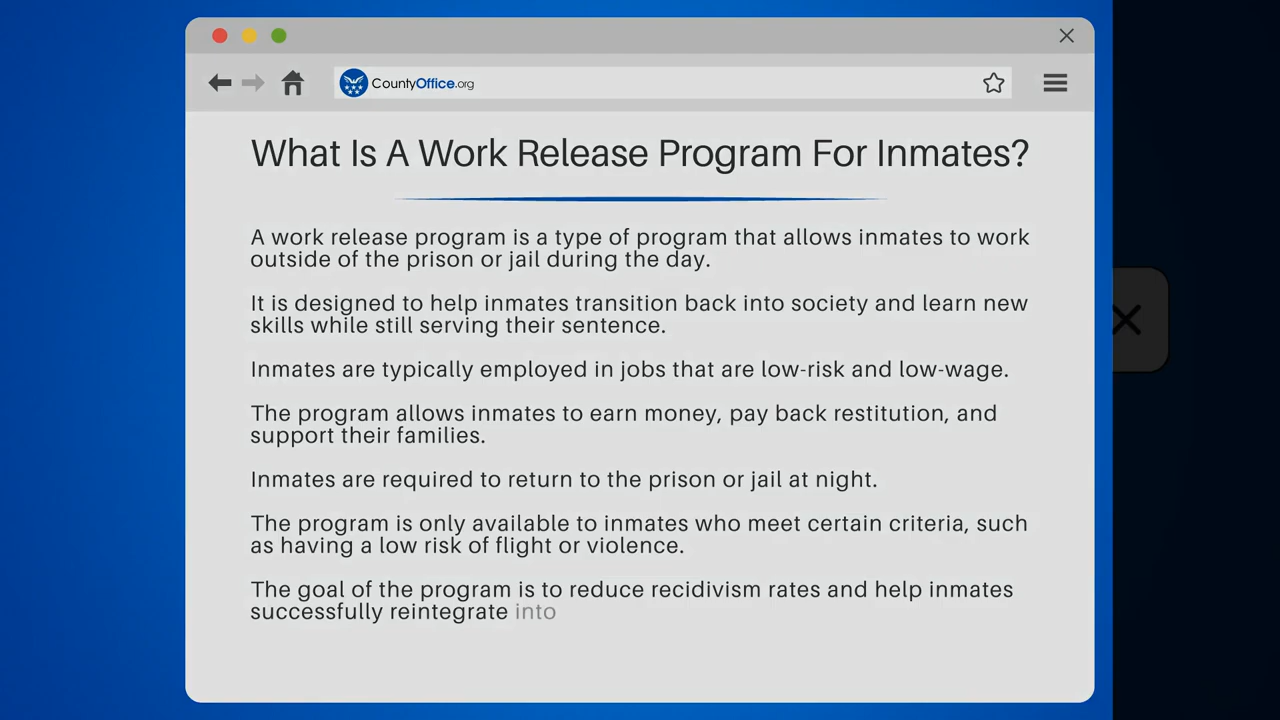 CountyOffice.org
What Is A Work Release Program For Inmates?
A work release program is a type of program that allows inmates to work
outside of the prison or jail during the day.
It is designed to help inmates transition back into society and learn new
skills while still serving their sentence.
Inmates are typically employed in jobs that are low-risk and low-wage.
The program allows inmates to earn money, pay back restitution, and
support their families.
Inmates are required to return to the prison or jail at night.
The program is only available to inmates who meet certain criteria, such
as having a low risk of flight or violence.
The goal of the program is to reduce recidivism rates and help inmates
successfully reintegrate into